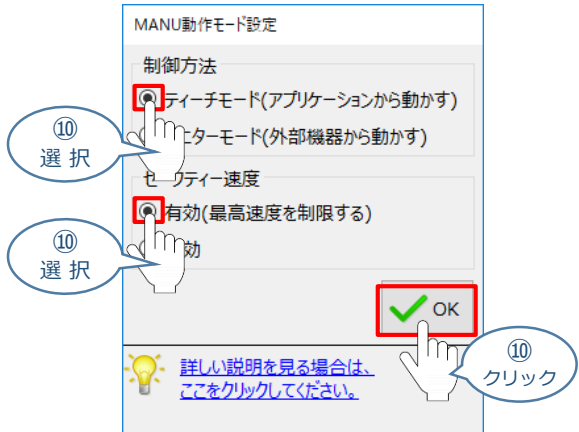 MANU動作モード設定
制御方法
ティーチモード(アプリケーションから動かす)
ニターモード(外部機器から動かす)
⑩
選 択
セ フティー速度
有効(最高速度を制限する)
効
⑩
選 択
OK
⑩
クリック
詳しい説明を見る場合は、
ここをクリックしてください。